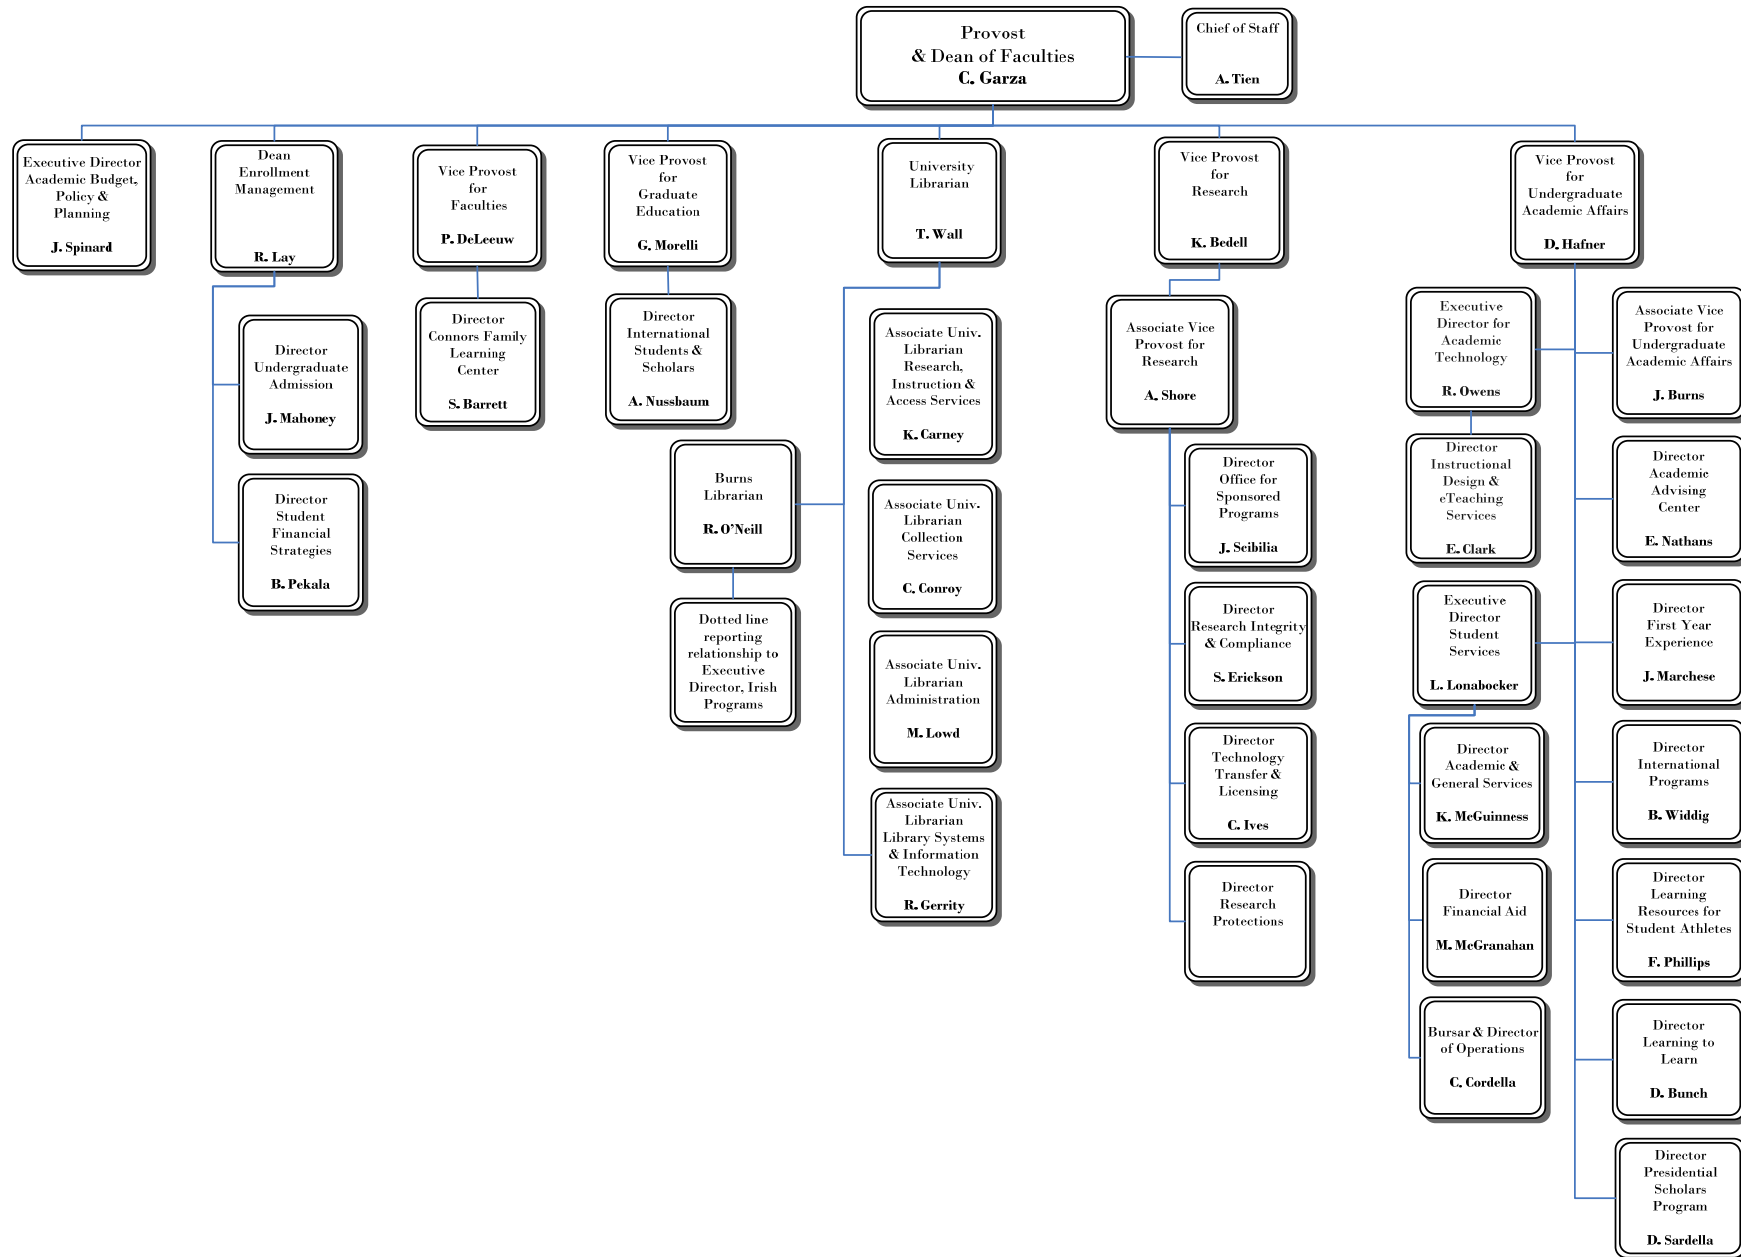 Provost
& Dean of Faculties
C. Garza
Chief of Staff
A. Tien
Executive Director
Academic Budget,
Policy &
Planning
J. Spinard
Dean
Enrollment
Management
R. Lay
Vice Provost
for
Faculties
P. DeLeeuw
Vice Provost
for
Graduate
Education
G. Morelli
University
Librarian
T. Wall
Vice Provost
for
Research
K. Bedell
Vice Provost
for
Undergraduate
Academic Affairs
D. Hafner
Director
Undergraduate
Admission
J. Mahoney
Director
Student
Financial
Strategies
B. Pekala
Director
Connors Family
Learning
Center
S. Barrett
Director
International
Students &
Scholars
A. Nussbaum
Burns
Librarian
R. O'Neill
Dotted line
reporting
relationship to
Executive
Director, Irish
Programs
Associate Univ.
Librarian
Research,
Instruction &
Access Services
K. Carney
Associate Univ.
Librarian
Collection
Services
C. Conroy
Associate Univ.
Librarian
Administration
M. Lowd
Associate Univ.
Librarian
Library Systems
& Information
Technology
R. Gerrity
Associate Vice
Provost for
Research
A. Shore
Director
Office for
Sponsored
Programs
J. Scibilia
Director
Research Integrity
& Compliance
S. Erickson
Director
Technology
Transfer &
Licensing
C. Ives
Director
Research
Protections
Executive
Director for
Academic
Technology
R. Owens
Director
Instructional
Design &
eTeaching
Services
E. Clark
Executive
Director
Student
Services
L. Lonabocker
Director
Academic &
General Services
K. McGuinness
Director
Financial Aid
M. McGranahan
Bursar & Director
of Operations
C. Cordella
Associate Vice
Provost for
Undergraduate
Academic Affairs
J. Burns
Director
Academic
Advising
Center
E. Nathans
Director
First Year
Experience
J. Marchese
Director
International
Programs
B. Widdig
Director
Learning
Resources for
Student Athletes
F. Phillips
Director
Learning to
Learn
D. Bunch
Director
Presidential
Scholars
Program
D. Sardella